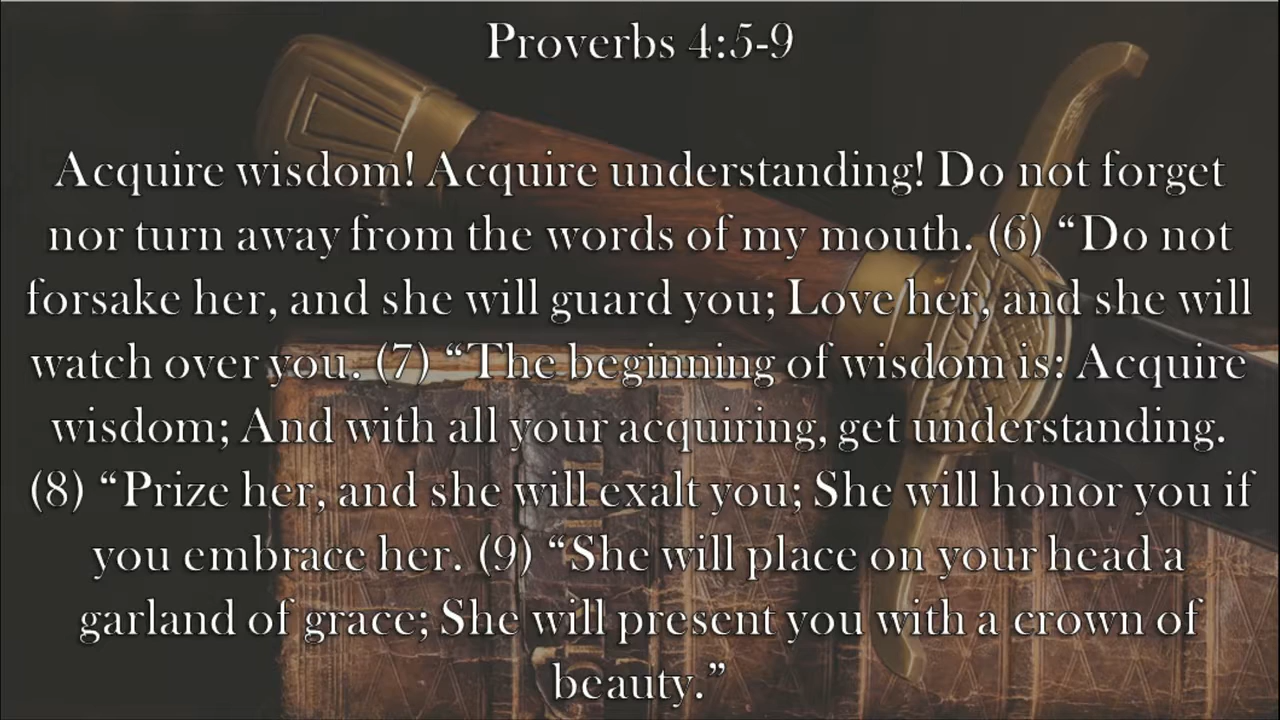 Proverbs 4:5-9
Acquire wisdom! Acquire understanding! Do not forget
nor turn away from the words of my mouth. (6) “Do not
forsake her, and she will guard you; Love her, and she will
watch over you. (7) “The beginning of wisdom is: Acquire
wisdom; And with all your acquiring, get understanding.
(8) “Prize her, and she will exalt you; She will honor you if
you embrace her. (9) “She will place on your head a
garland of grace; She will present you with a crown of
beauty.”